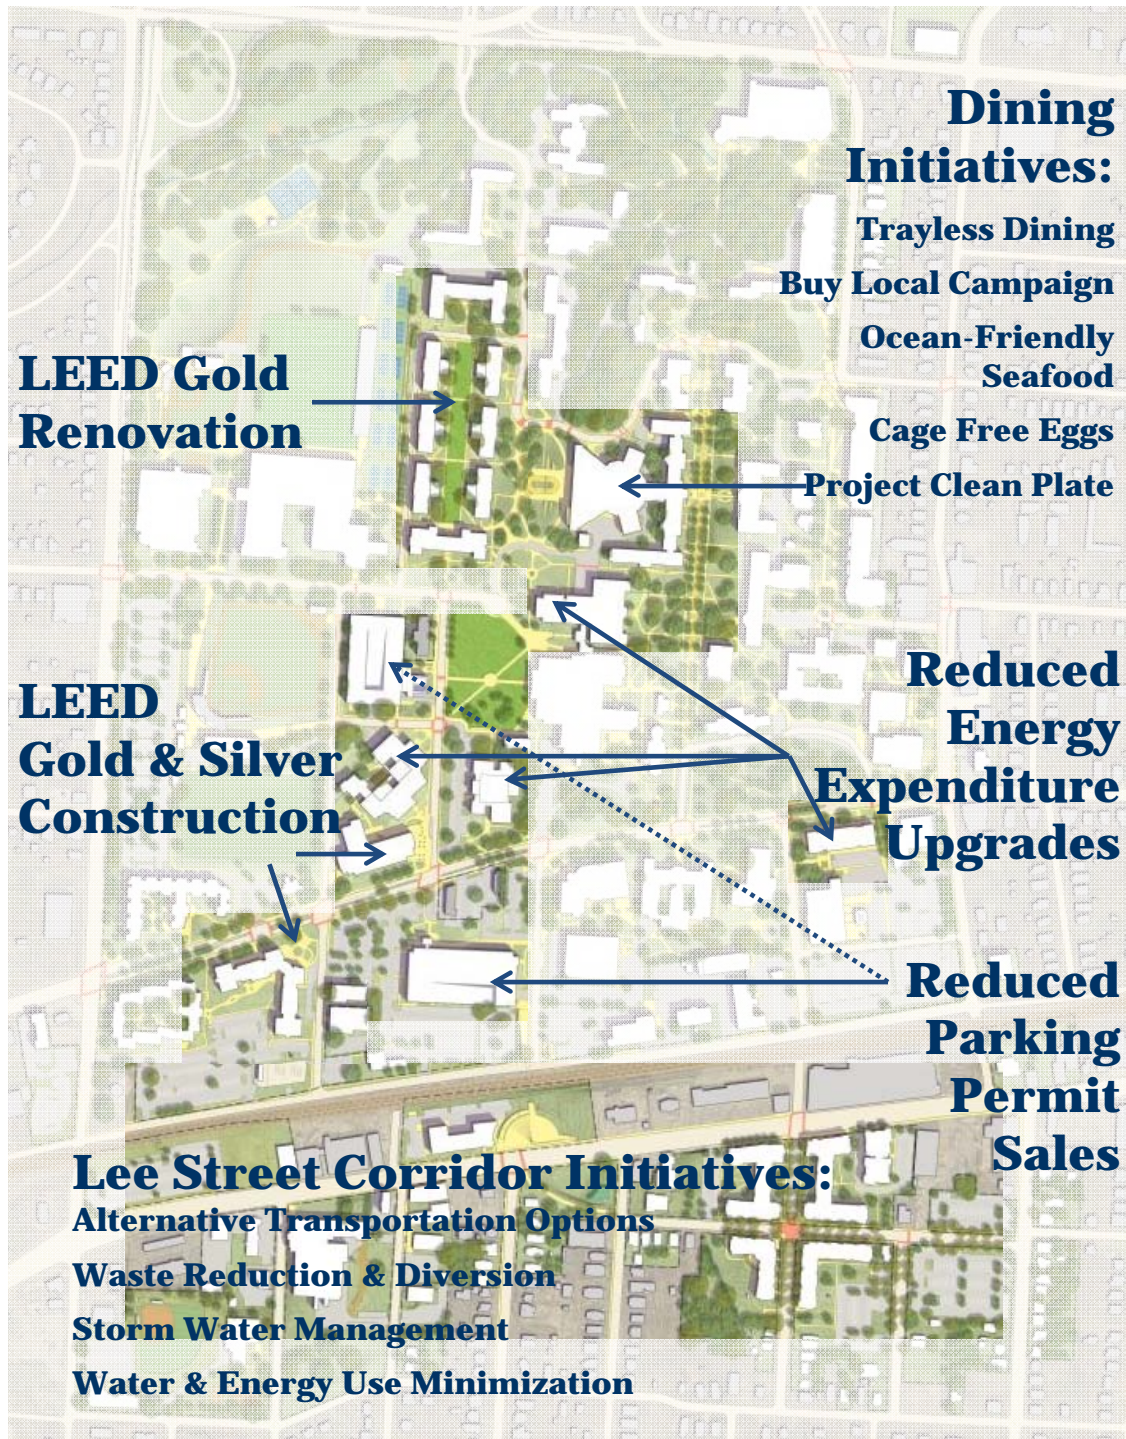 Dining
Initiatives:
Trayless Dining
Buy Local Campaign
Ocean-Friendly
Seafood
Cage Free Eggs
Project Clean Plate
LEED Gold
Renovation
LEED
Gold & Silver
Construction
Reduced
Energy
Expenditure
Upgrades
Reduced
Parking
Permit
Sales
Lee Street Corridor Initiatives:
Alternative Transportation Options
Waste Reduction & Diversion
Storm Water Management
Water & Energy Use Minimization